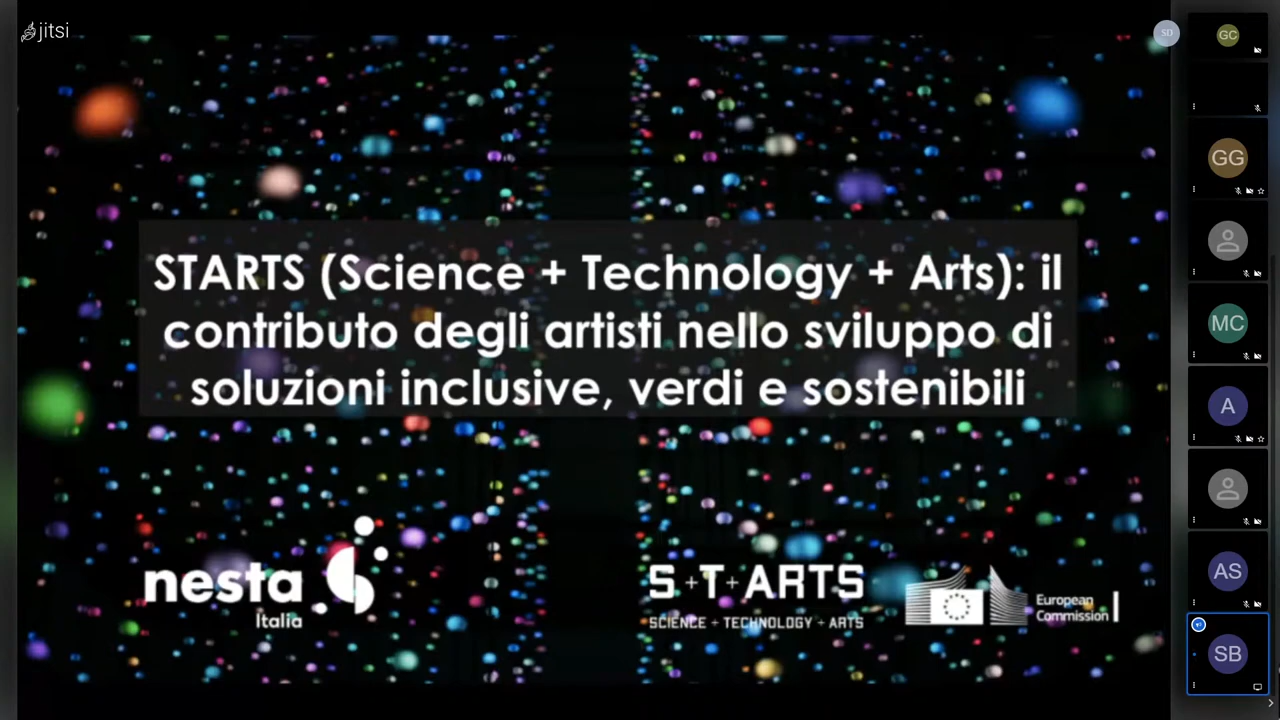 jitsi
SD
GC
STARTS (Science + Technology + Arts): il
contributo degli artisti nello sviluppo di
soluzioni inclusive, verdi e sostenibili
nesta
Italia
S+T+ARTS
SCIENCE + TECHNOLOGY + ARTS
European
Commission
GG
MC
A
AS
SB